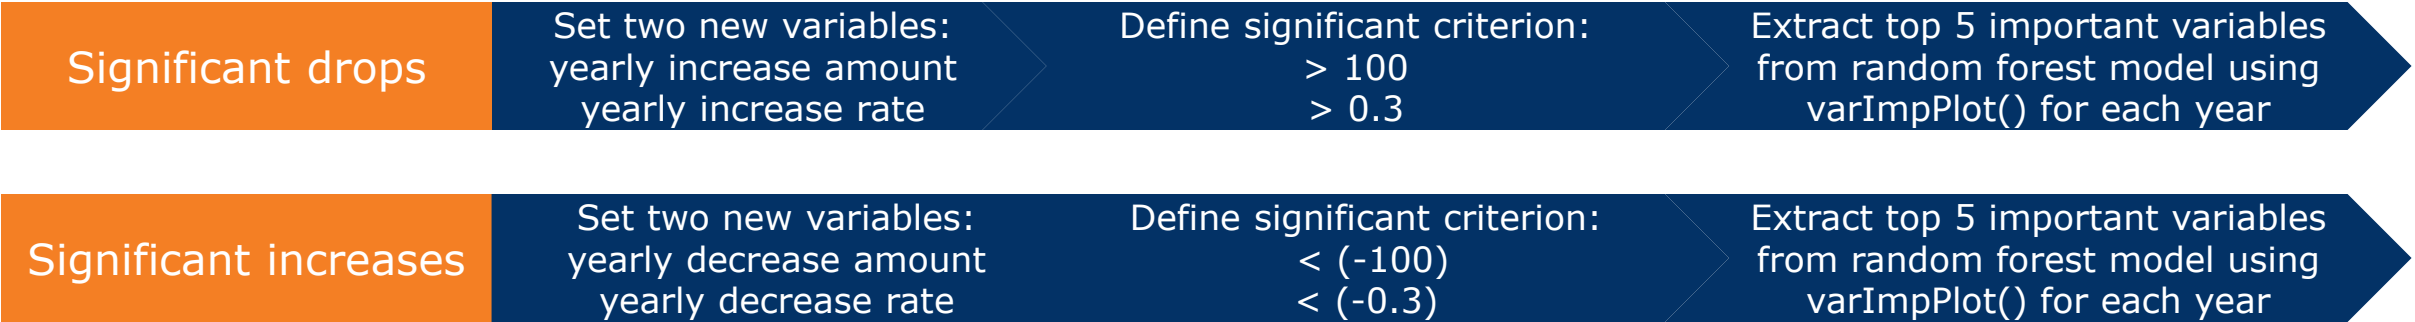 Significant drops
Set two new variables:
yearly increase amount
yearly increase rate
Define significant criterion:
> 100
> 0.3
Extract top 5 important variables
from random forest model using
varImpPlot() for each year
Significant increases
Set two new variables:
yearly decrease amount
yearly decrease rate
Define significant criterion:
< (-100)
< (-0.3)
Extract top 5 important variables
from random forest model using
varImpPlot() for each year